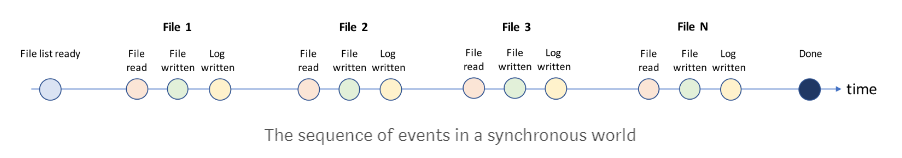 File 1
File 2
File 3
File N
File list ready
File read
File written
Log written
File read
File written
Log written
File read
File written
Log written
File read
File written
Log written
Done
time
The sequence of events in a synchronous world